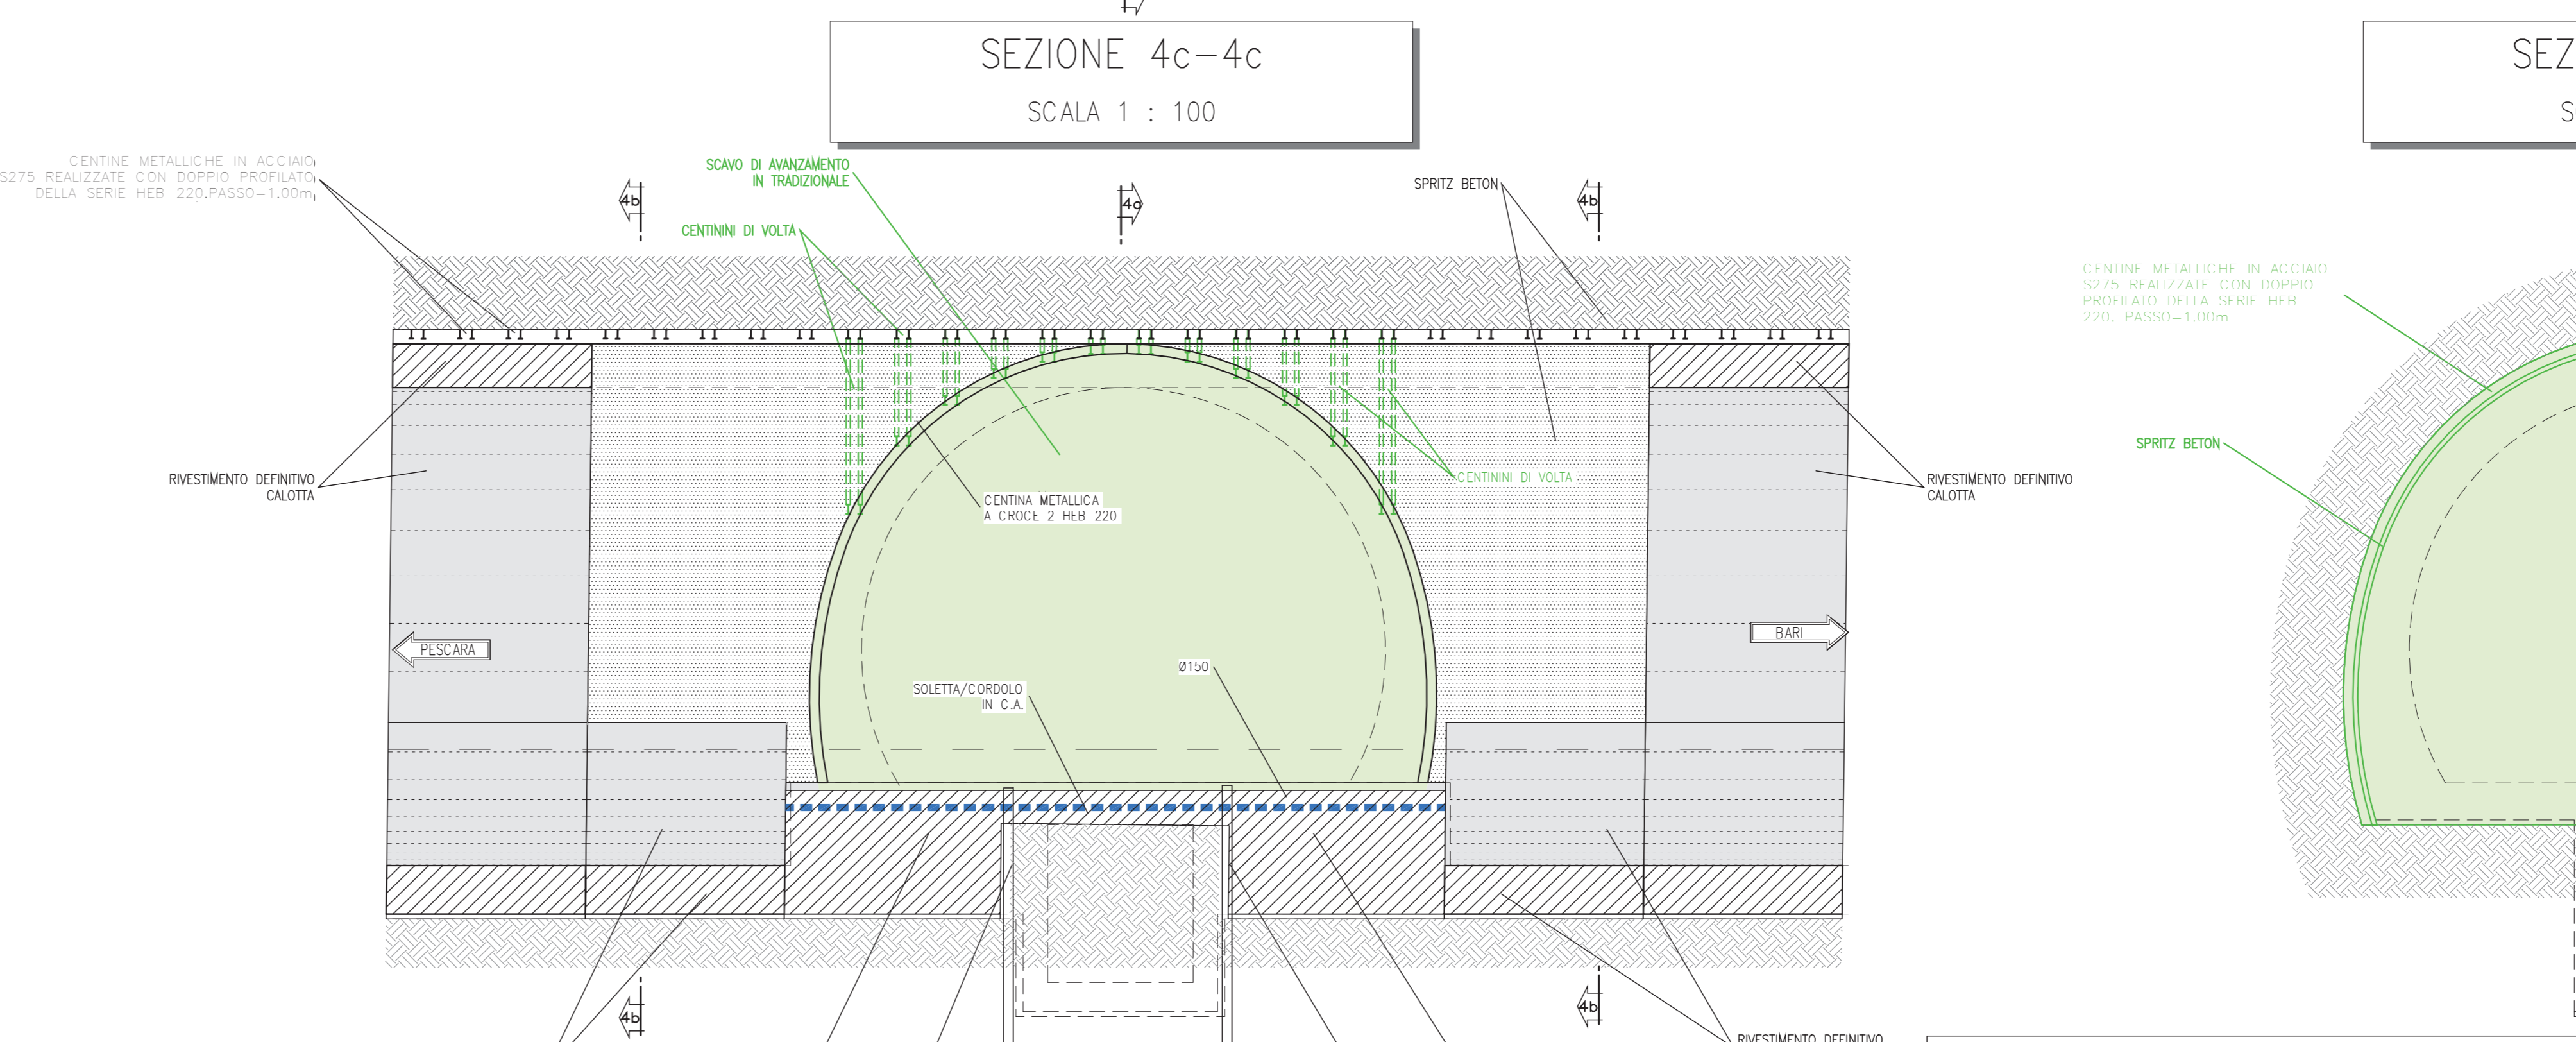 SEZIONE 4c-4c
SCALA 1 : 100
SEZ
S
CENTINE METALLICHE IN ACCIAIO
S275 REALIZZATE CON DOPPIO PROFILATO
DELLA SERIE HEB 220.PASSO=1.00m
SCAVO DI AVANZAMENTO
IN TRADIZIONALE
CENTININI DI VOLTA
4b
4a
SPRITZ BETON
4b
CENTINE METALLICHE IN ACCIAIO
S275 REALIZZATE CON DOPPIO
PROFILATO DELLA SERIE HEB
220. PASSO=1.00m
SPRITZ BETON
RIVESTIMENTO DEFINITIVO
CALOTTA
CENTINA METALLICA
A CROCE 2 HEB 220
CENTININI DI VOLTA
RIVESTIMENTO DEFINITIVO
CALOTTA
PESCARA
BARI
SOLETTA/CORDOLO
IN C.A.
Ø150
4b
4b
RIVESTIMENTO DEFINITIVO